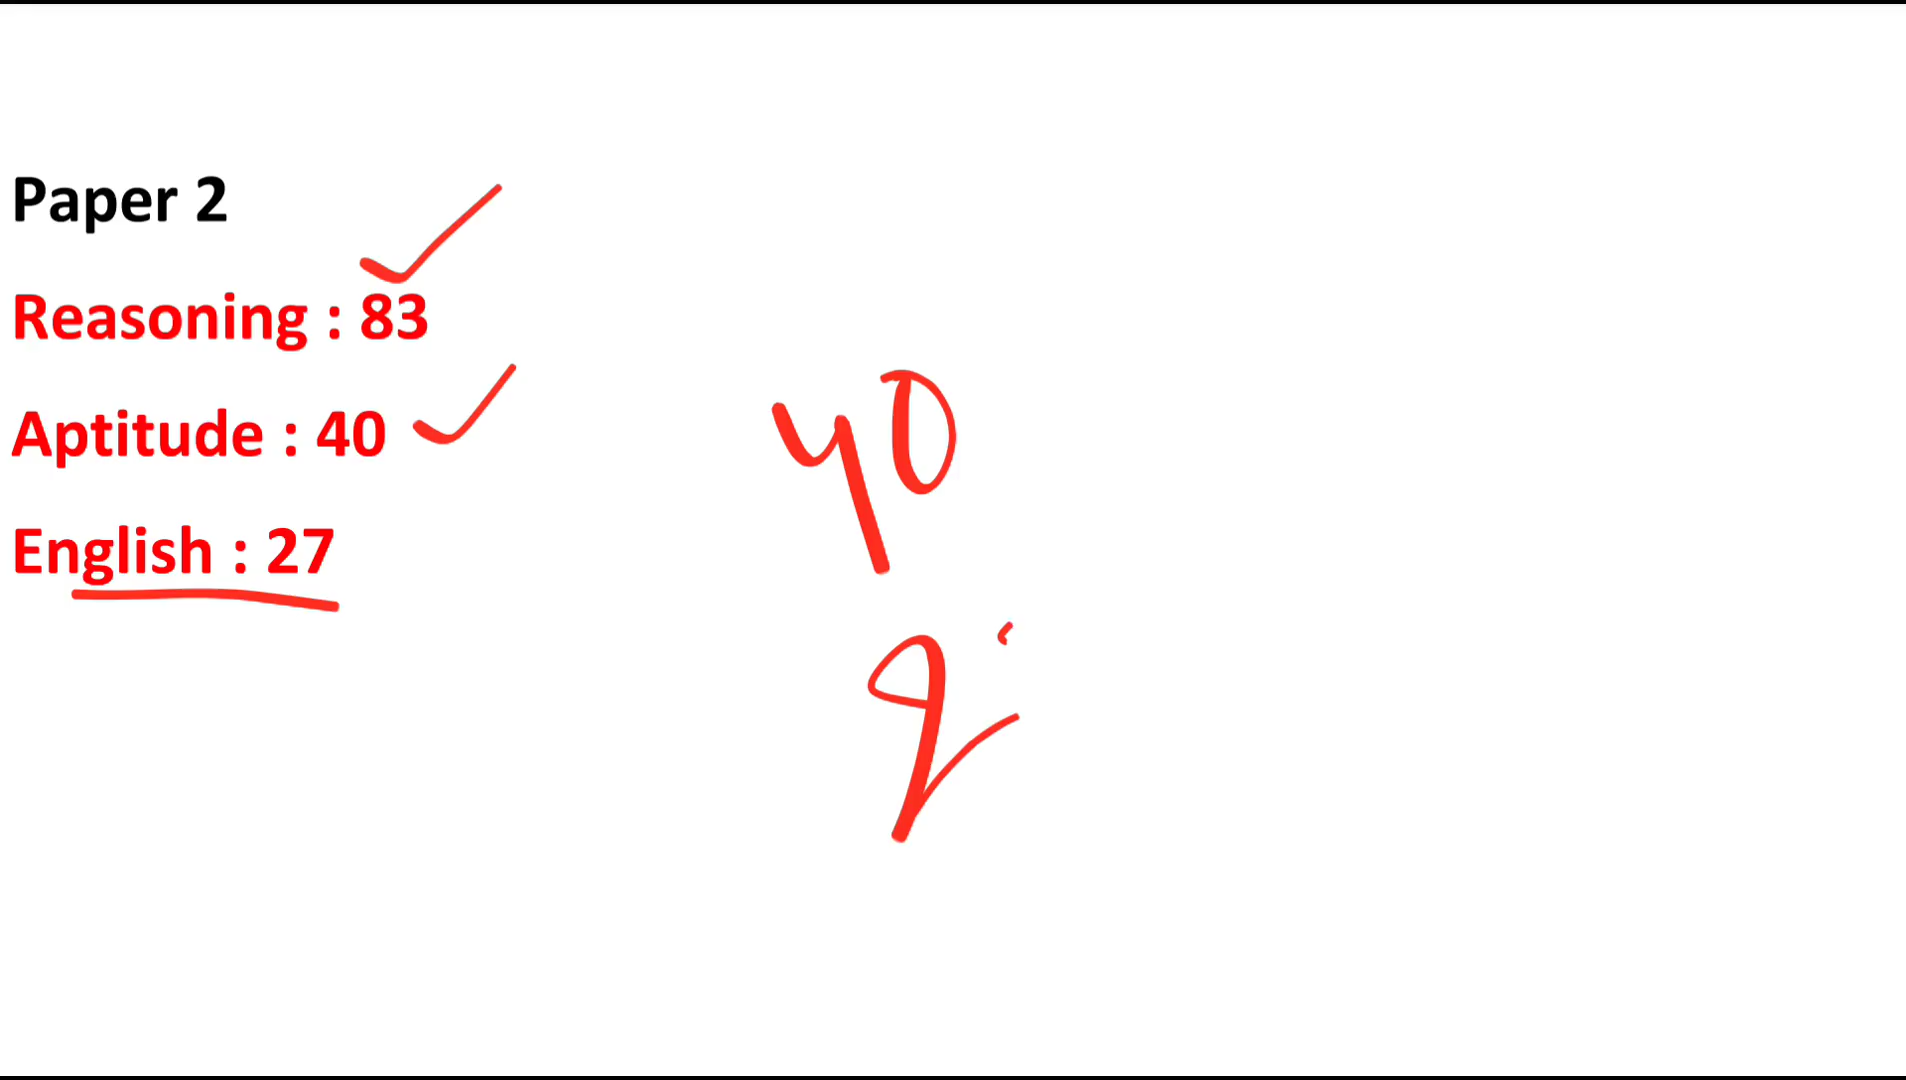 Paper 2
Reasoning : 83
Aptitude : 40
English : 27
40